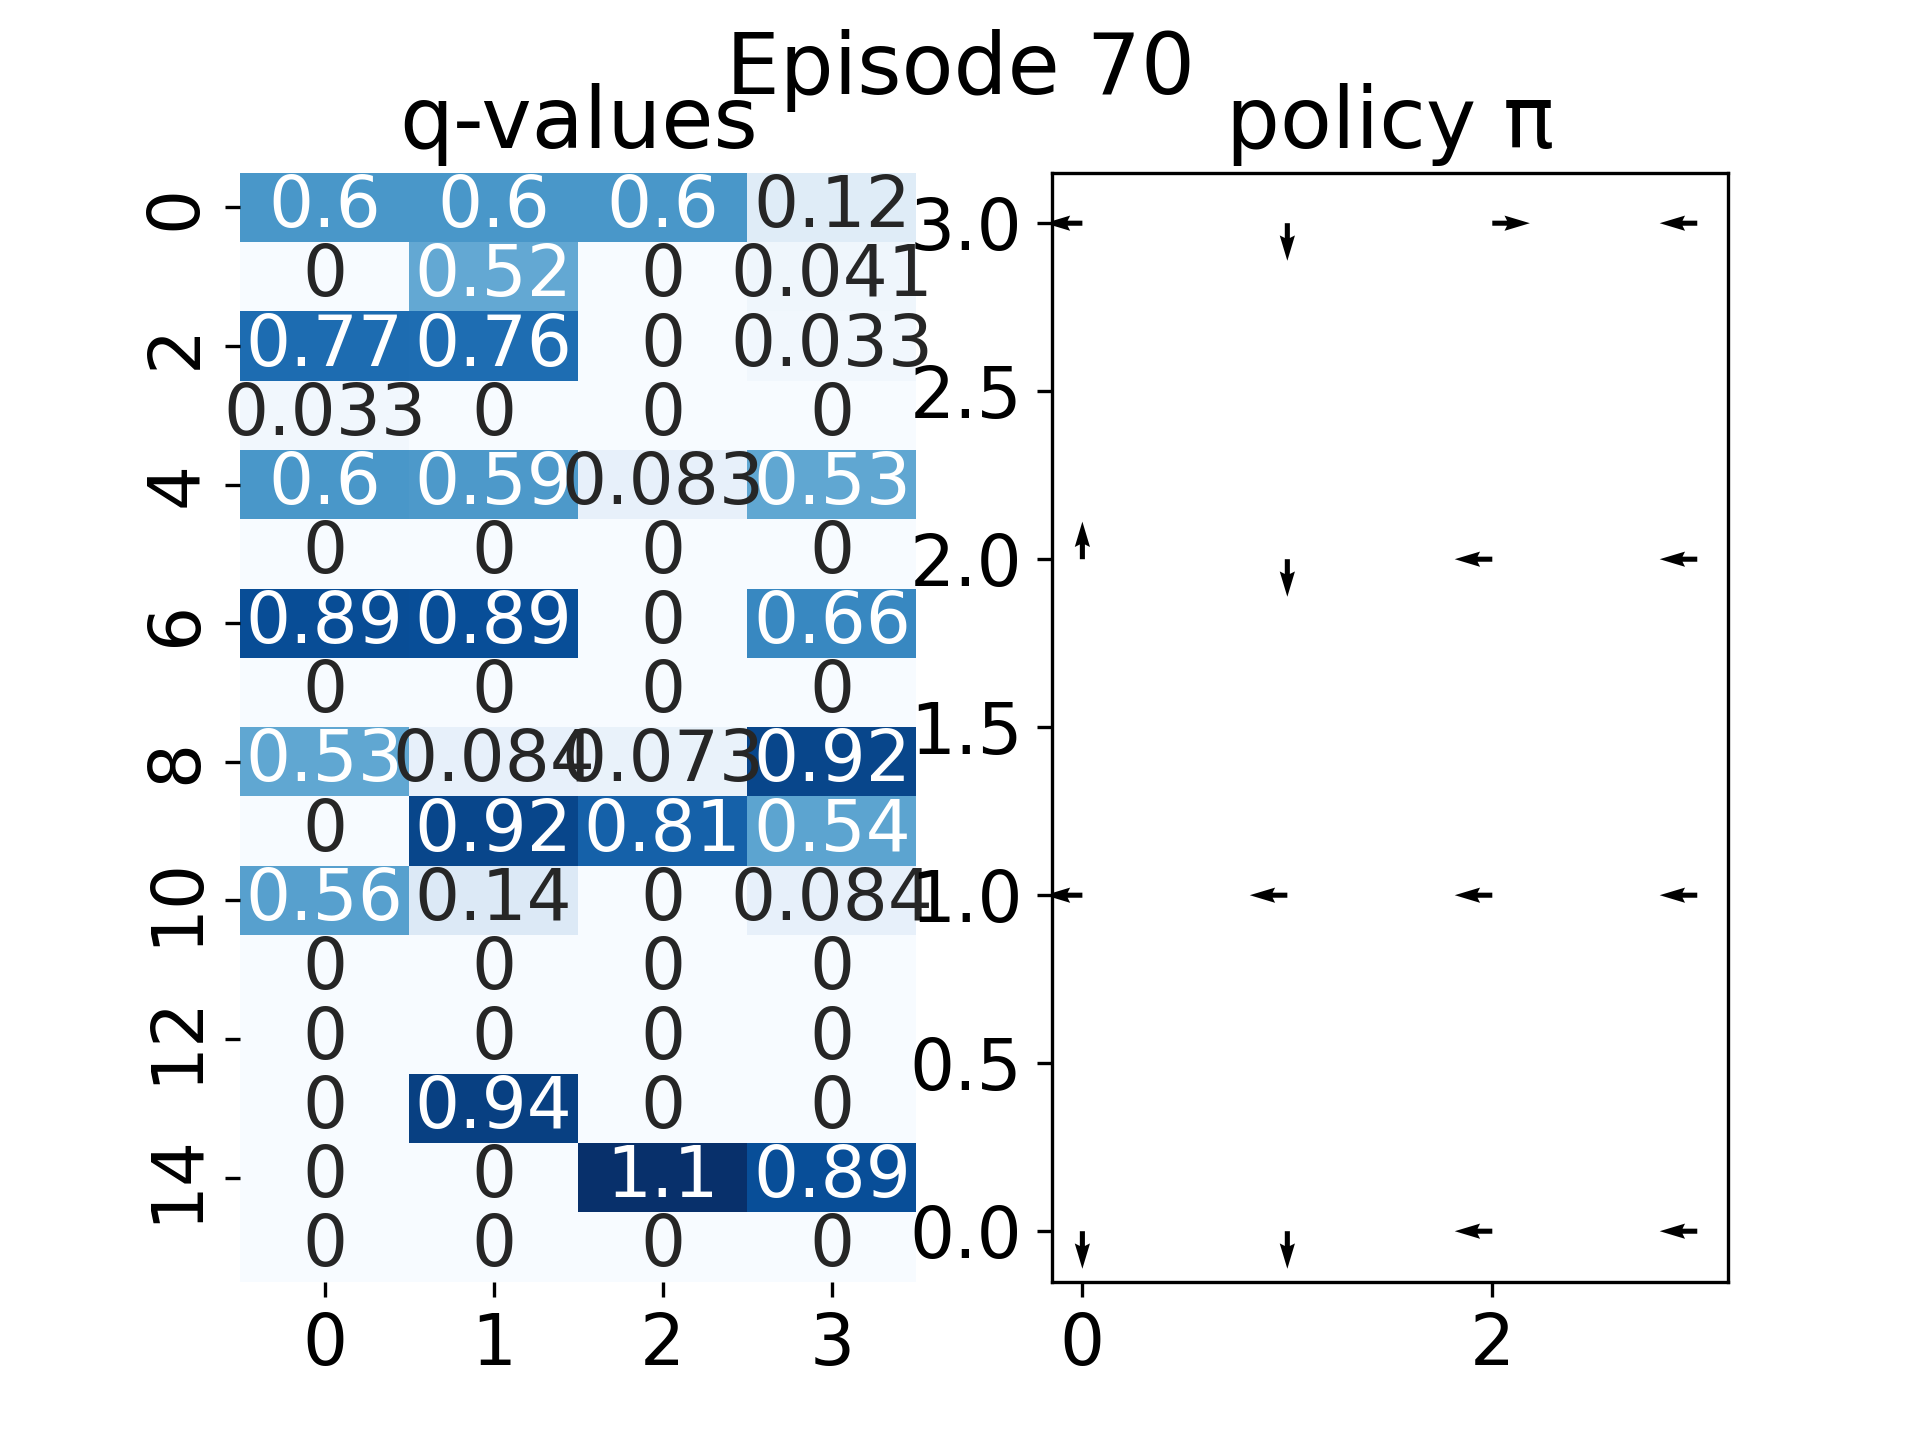 Episode 70
q-values
policy π
0 0.6 0.6 0.6 0.12
0 0.52 0 0.041
2 0.77 0.76 0 0.033
0.033 0 0 0
4 0.6 0.59 0.083 0.53
0 0 0 0
6 0.89 0.89 0 0.66
0 0 0 0
8 0.53 0.084 0.073 0.92
0 0.92 0.81 0.54
10 0.56 0.14 0 0.084
0 0 0 0
12 0 0 0 0
0 0.94 0 0
14 0 0 1.1 0.89
0 0 0 0
0 1 2 3
3.0
2.5
2.0
1.5
1.0
0.5
0.0
0 2